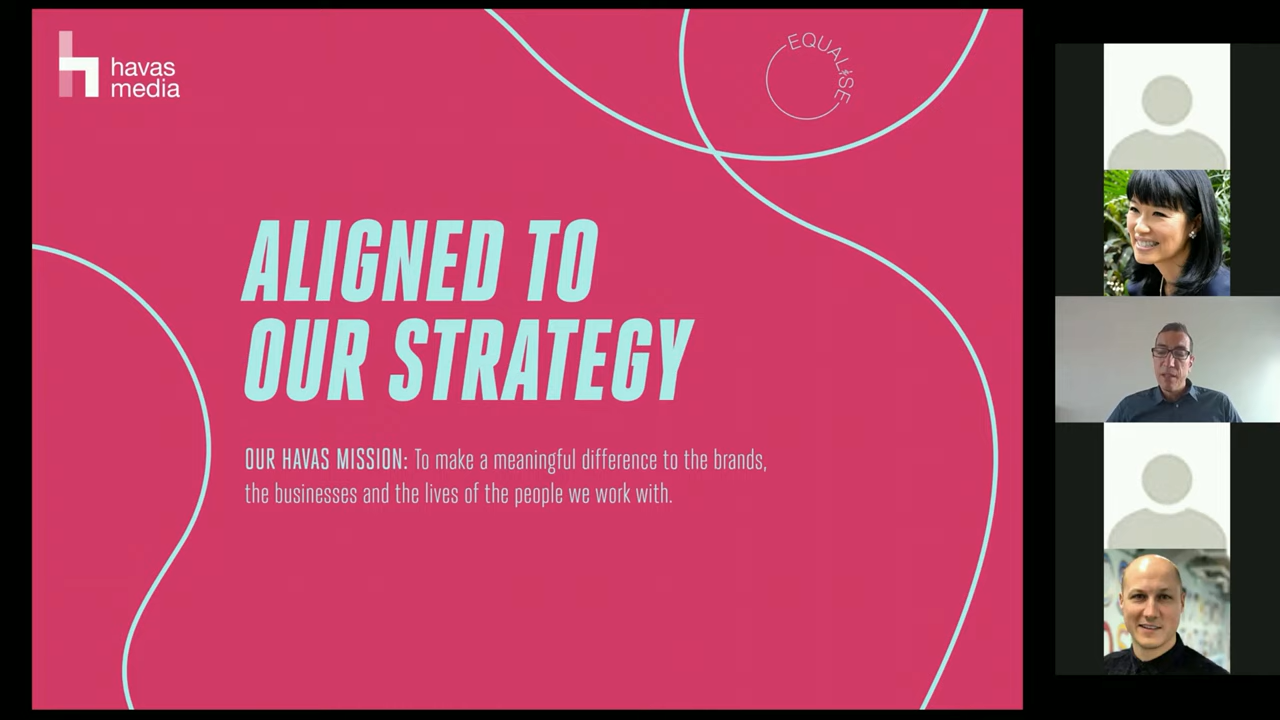 havas
media
EQUALISE
ALIGNED TO
OUR STRATEGY
OUR HAVAS MISSION: To make a meaningful difference to the brands,
the businesses and the lives of the people we work with.